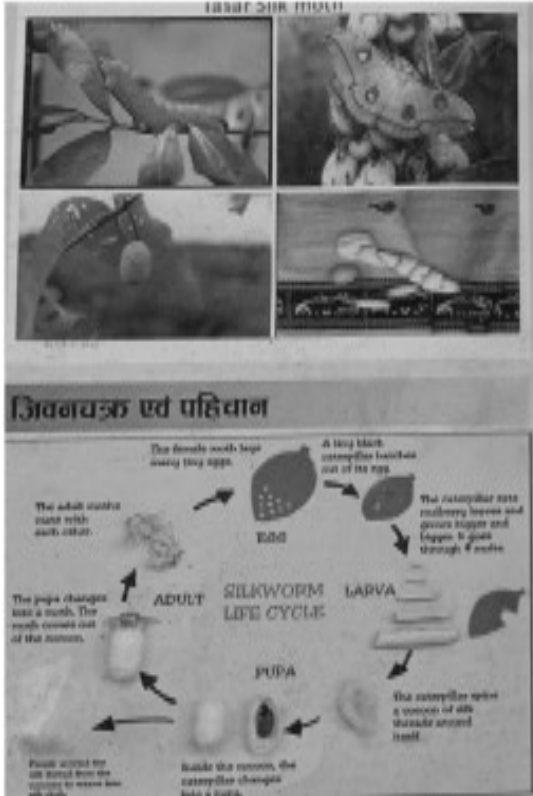 Tasar Silk Moth
जिवनचक्र एवं पहिचान
The female moth lays
many tiny eggs.
A tiny black
caterpillar hatches
out of its egg.
The adult moths
mate with
each other.
EGG
The caterpillar eats
mulberry leaves and
grows bigger and
bigger. It goes
through 4 molts.
The pupa changes
into a moth. The
moth comes out
of the cocoon.
ADULT
SILKWORM
LIFE CYCLE
LARVA
PUPA
The caterpillar spins
a cocoon of silk
threads around
itself.
Inside the cocoon, the
caterpillar changes
into a pupa.